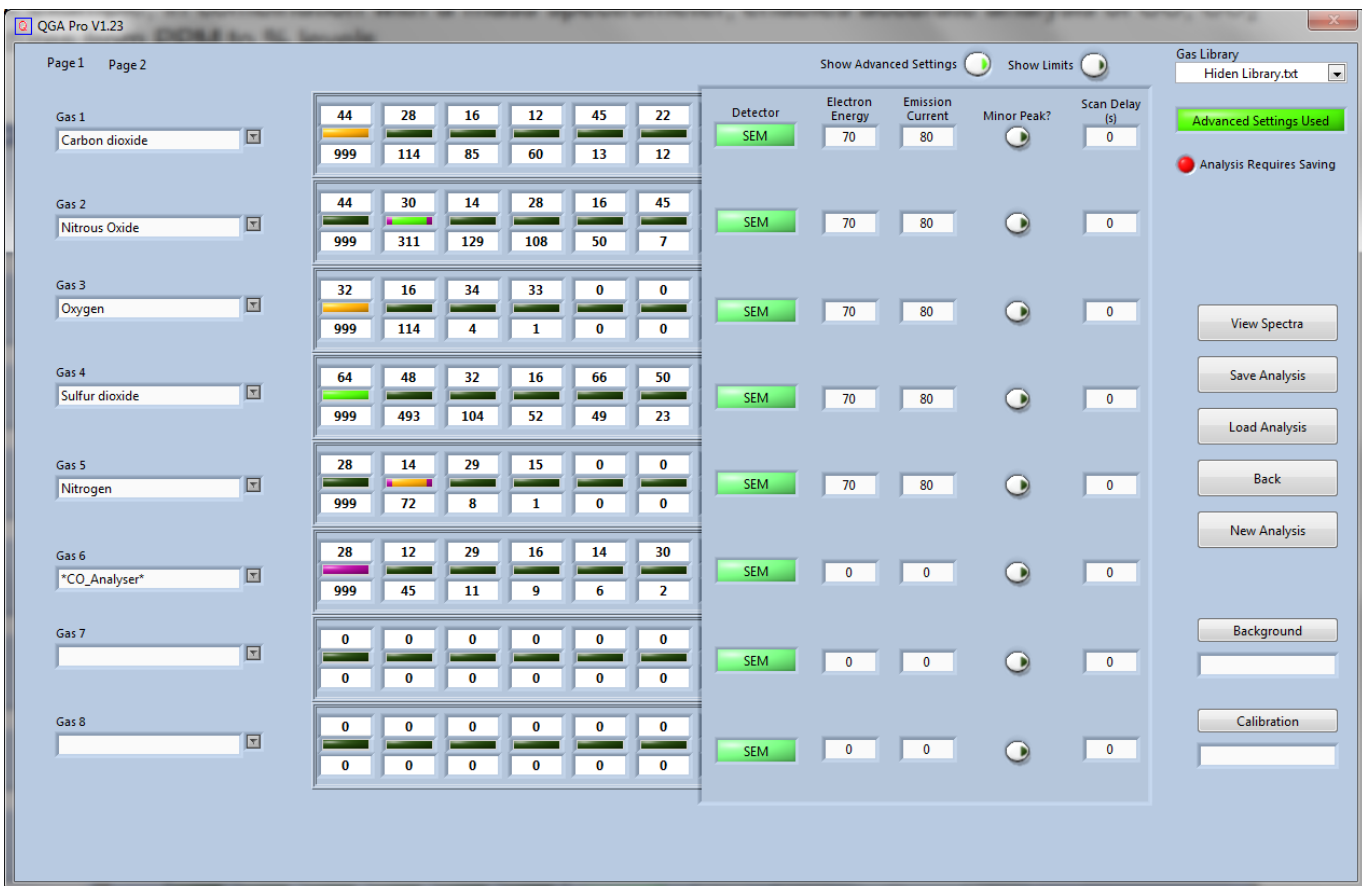 QGA Pro V1.23
Page 1 Page 2
Show Advanced Settings Show Limits
Gas Library
Hiden Library.txt
Detector Electron Energy Emission Current Minor Peak? Scan Delay (s)
Advanced Settings Used
Analysis Requires Saving
Gas 1
Carbon dioxide
44 28 16 12 45 22
999 114 85 60 13 12
SEM 70 80 0
Gas 2
Nitrous Oxide
44 30 14 28 16 45
999 311 129 108 50 7
SEM 70 80 0
Gas 3
Oxygen
32 16 34 33 0 0
999 114 4 1 0 0
SEM 70 80 0
View Spectra
Gas 4
Sulfur dioxide
64 48 32 16 66 50
999 493 104 52 49 23
SEM 70 80 0
Save Analysis
Load Analysis
Gas 5
Nitrogen
28 14 29 15 0 0
999 72 8 1 0 0
SEM 70 80 0
Back
New Analysis
Gas 6
*CO_Analyser*
28 12 29 16 14 30
999 45 11 9 6 2
SEM 0 0 0
Gas 7
0 0 0 0 0 0
0 0 0 0 0 0
SEM 0 0 0
Background
Gas 8
0 0 0 0 0 0
0 0 0 0 0 0
SEM 0 0 0
Calibration